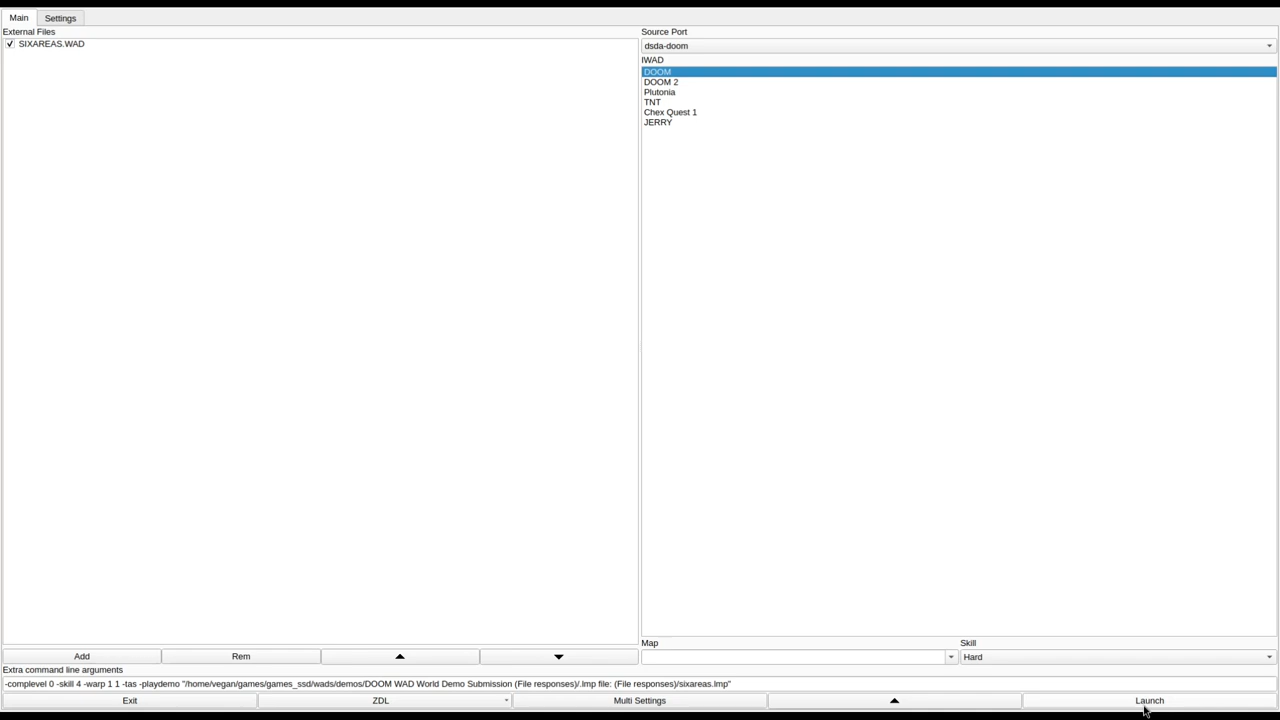 Main Settings
External Files
SIXAREAS.WAD
Source Port
dsda-doom
IWAD
DOOM
DOOM 2
Plutonia
TNT
Chex Quest 1
JERRY
Map Skill
Hard
Add Rem
Extra command line arguments
-complevel 0 -skill 4 -warp 1 1 -tas -playdemo "/home/vegan/games/games_ssd/wads/demos/DOOM WAD World Demo Submission (File responses)/.lmp file: (File responses)/sixareas.lmp"
Exit ZDL Multi Settings Launch